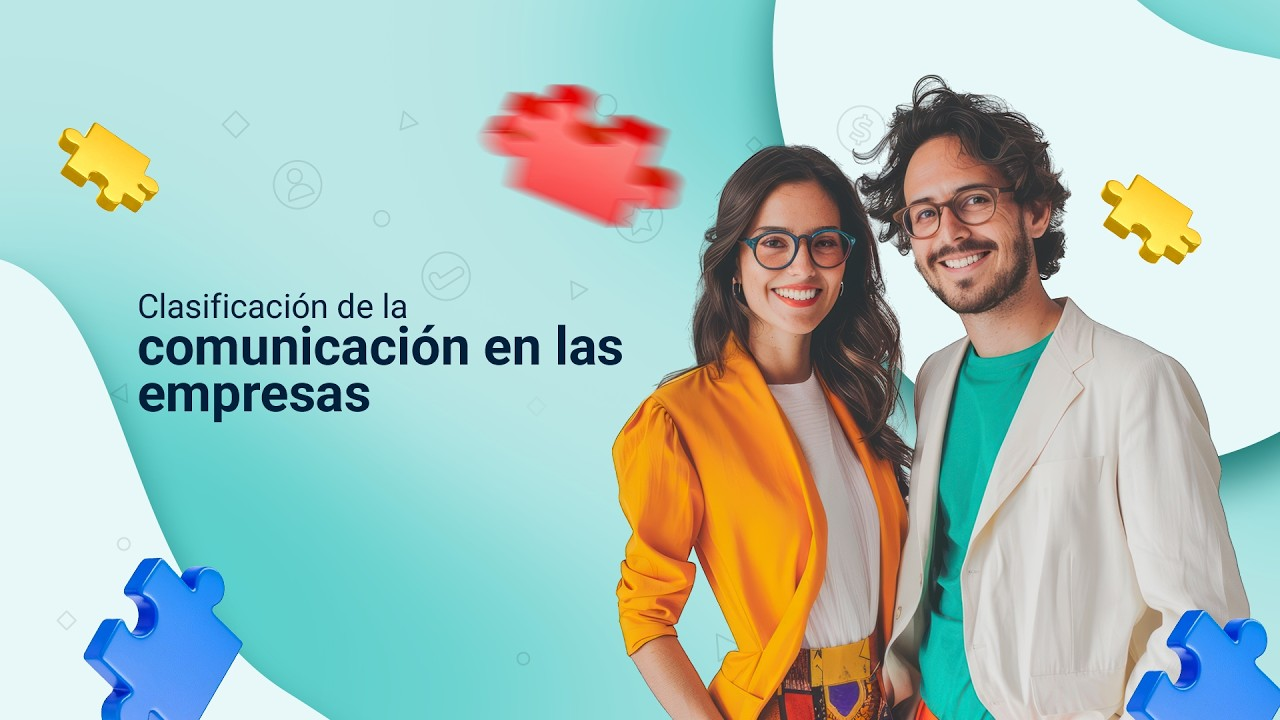 Clasificación de la
comunicación en las
empresas